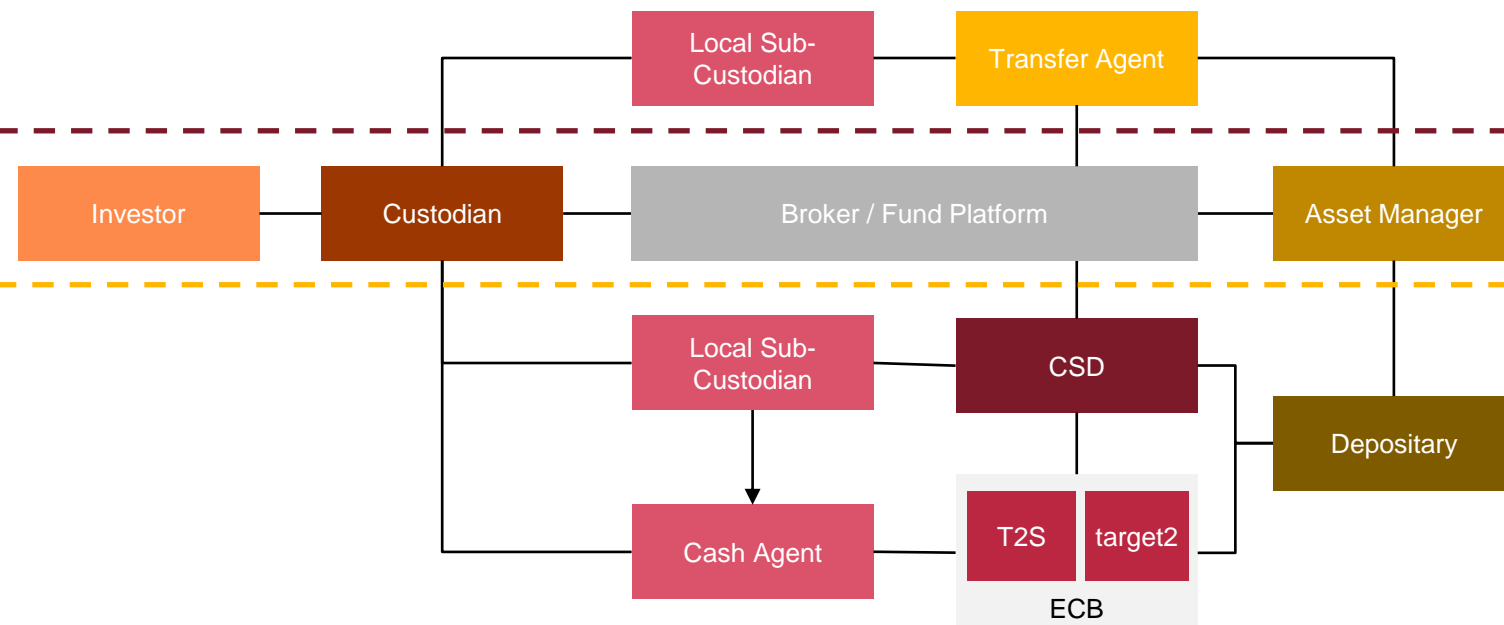 Local Sub-
Custodian
Transfer Agent
Investor
Custodian
Broker / Fund Platform
Asset Manager
Local Sub-
Custodian
CSD
Depositary
Cash Agent
T2S
target2
ECB